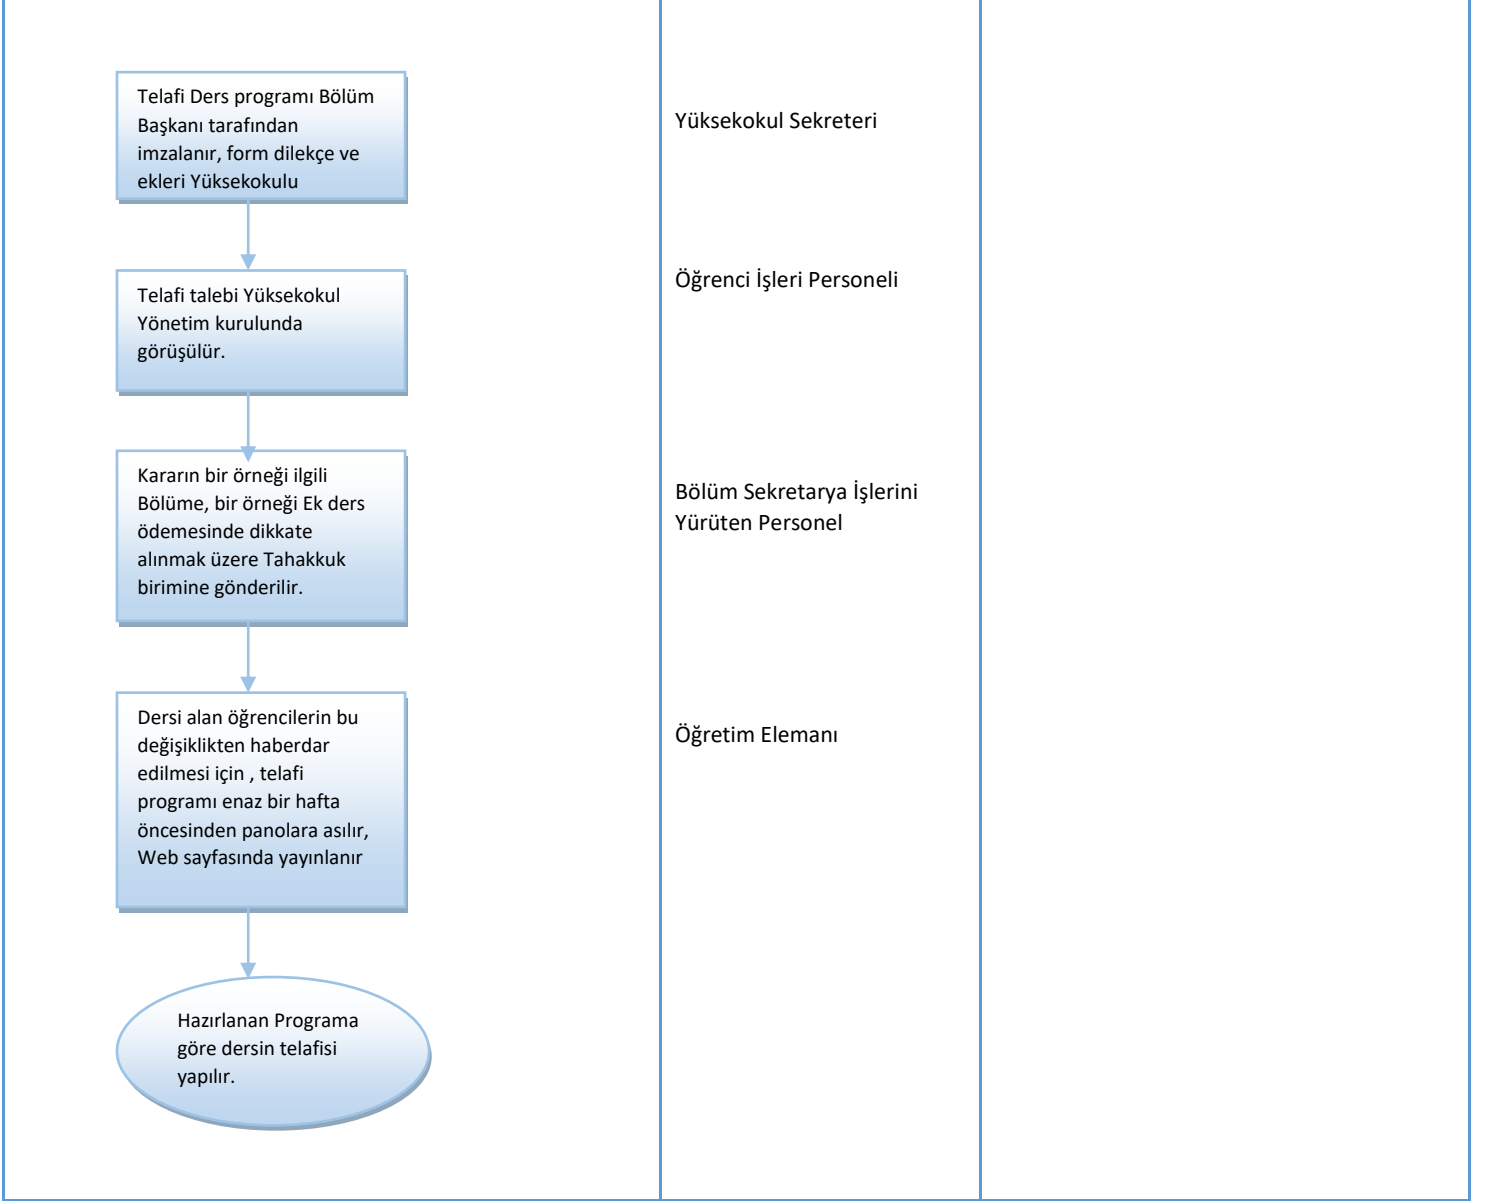 Telafi Ders programı Bölüm
Başkanı tarafından
imzalanır, form dilekçe ve
ekleri Yüksekokulu
Yüksekokul Sekreteri
Telafi talebi Yüksekokul
Yönetim kurulunda
görüşülür.
Öğrenci İşleri Personeli
Kararın bir örneği ilgili
Bölüme, bir örneği Ek ders
ödemesinde dikkate
alınmak üzere Tahakkuk
birimine gönderilir.
Bölüm Sekretarya İşlerini
Yürüten Personel
Dersi alan öğrencilerin bu
değişiklikten haberdar
edilmesi için , telafi
programı enaz bir hafta
öncesinden panolara asılır,
Web sayfasında yayınlanır
Öğretim Elemanı
Hazırlanan Programa
göre dersin telafisi
yapılır.